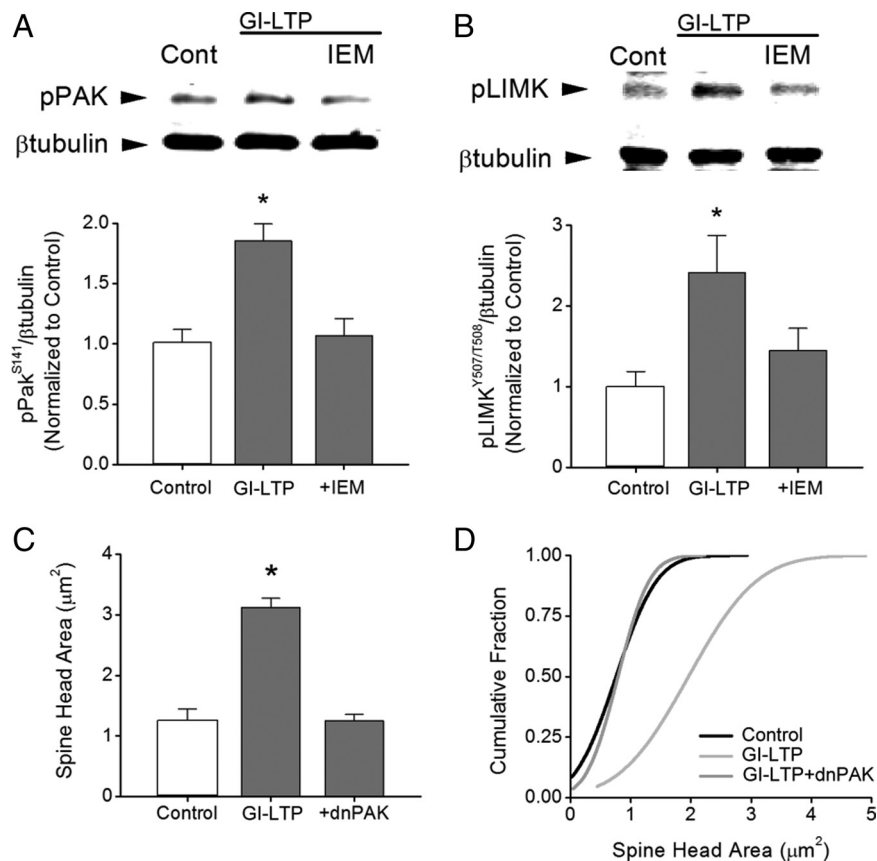 A
GI-LTP
Cont
IEM
pPAK
βtubulin
pPak^S141/βtubulin
(Normalized to Control)
2.0
1.5
1.0
0.5
0.0
*
Control
GI-LTP
+IEM
B
GI-LTP
Cont
IEM
pLIMK
βtubulin
pLIMK^Y507/T508/βtubulin
(Normalized to Control)
3
2
1
0
*
Control
GI-LTP
+IEM
C
Spine Head Area (μm²)
4
3
2
1
0
*
Control
GI-LTP
+dnPAK
D
Cumulative Fraction
1.00
0.75
0.50
0.25
0.00
Control
GI-LTP
GI-LTP+dnPAK
0 1 2 3 4 5
Spine Head Area (μm²)